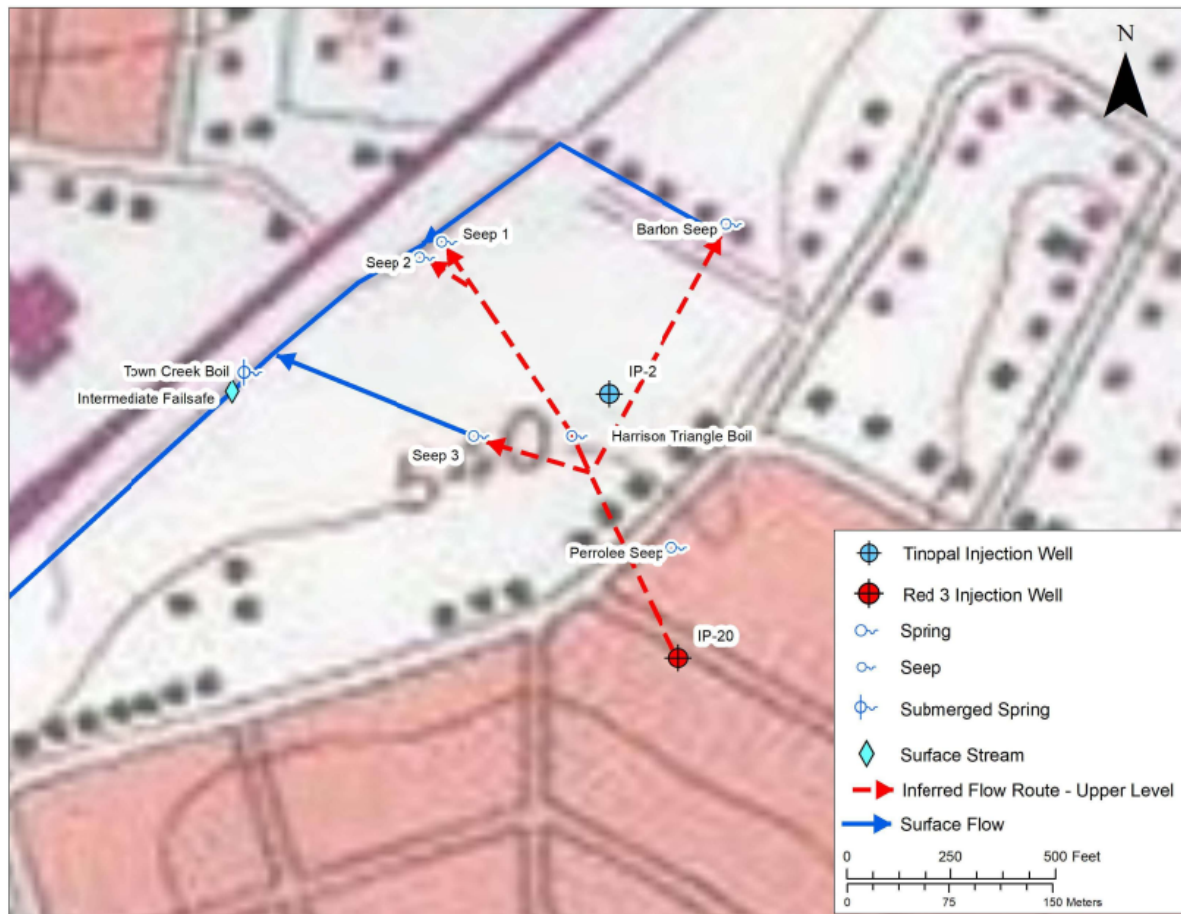 N
Seep 1
Barton Seep
Seep 2
Town Creek Boil
IP-2
Intermediate Failsafe
Harrison Triangle Boil
Seep 3
540
Perrolee Seep
IP-20
Tinopal Injection Well
Red 3 Injection Well
Spring
Seep
Submerged Spring
Surface Stream
Inferred Flow Route - Upper Level
Surface Flow
0 250 500 Feet
0 75 150 Meters